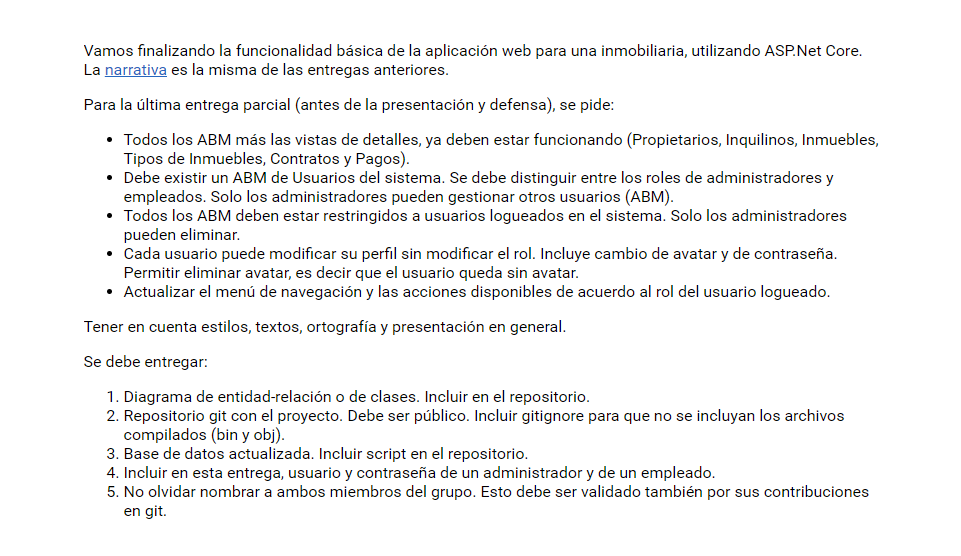 Vamos finalizando la funcionalidad básica de la aplicación web para una inmobiliaria, utilizando ASP.Net Core.
La narrativa es la misma de las entregas anteriores.
Para la última entrega parcial (antes de la presentación y defensa), se pide:
• Todos los ABM más las vistas de detalles, ya deben estar funcionando (Propietarios, Inquilinos, Inmuebles,
Tipos de Inmuebles, Contratos y Pagos).
• Debe existir un ABM de Usuarios del sistema. Se debe distinguir entre los roles de administradores y
empleados. Solo los administradores pueden gestionar otros usuarios (ABM).
• Todos los ABM deben estar restringidos a usuarios logueados en el sistema. Solo los administradores
pueden eliminar.
• Cada usuario puede modificar su perfil sin modificar el rol. Incluye cambio de avatar y de contraseña.
Permitir eliminar avatar, es decir que el usuario queda sin avatar.
• Actualizar el menú de navegación y las acciones disponibles de acuerdo al rol del usuario logueado.
Tener en cuenta estilos, textos, ortografía y presentación en general.
Se debe entregar:
1. Diagrama de entidad-relación o de clases. Incluir en el repositorio.
2. Repositorio git con el proyecto. Debe ser público. Incluir gitignore para que no se incluyan los archivos
compilados (bin y obj).
3. Base de datos actualizada. Incluir script en el repositorio.
4. Incluir en esta entrega, usuario y contraseña de un administrador y de un empleado.
5. No olvidar nombrar a ambos miembros del grupo. Esto debe ser validado también por sus contribuciones
en git.